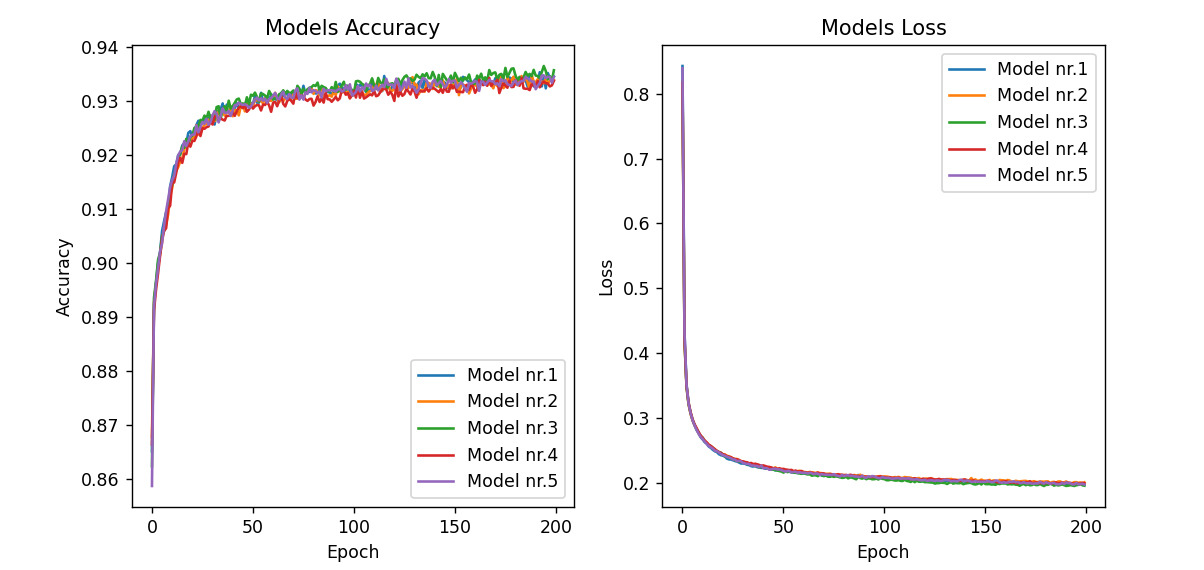 Models Accuracy
Accuracy
0.94
0.93
0.92
0.91
0.90
0.89
0.88
0.87
0.86
Model nr.1
Model nr.2
Model nr.3
Model nr.4
Model nr.5
0
50
100
150
200
Epoch
Models Loss
Loss
0.8
0.7
0.6
0.5
0.4
0.3
0.2
Model nr.1
Model nr.2
Model nr.3
Model nr.4
Model nr.5
0
50
100
150
200
Epoch